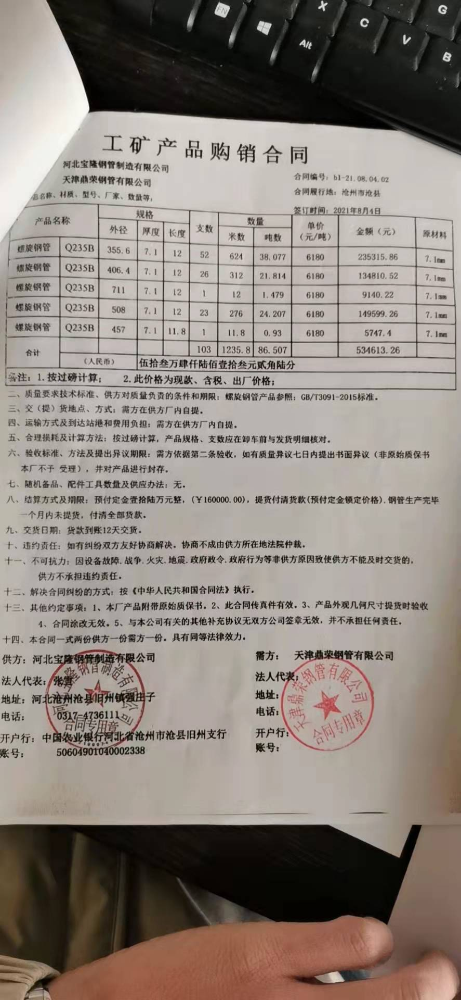 FN
Alt
X
C
V
B
G
工矿产品购销合同
河北宝隆钢管制造有限公司
天津鼎荣钢管有限公司
合同编号：bl-21.08.04.02
合同履行地：沧州市沧县
名称、材质、型号、厂家、数量等：
签订时间：2021年8月4日
产品名称 规格 支数 数量 单价（元/吨） 金额（元） 原材料
外径 厚度 长度 米数 吨数
螺旋钢管 Q235B 355.6 7.1 12 52 624 38.077 6180 235315.86 7.1mm
螺旋钢管 Q235B 406.4 7.1 12 26 312 21.814 6180 134810.52 7.1mm
螺旋钢管 Q235B 711 7.1 12 1 12 1.479 6180 9140.22 7.1mm
螺旋钢管 Q235B 508 7.1 12 23 276 24.207 6180 149599.26 7.1mm
螺旋钢管 Q235B 457 7.1 11.8 1 11.8 0.93 6180 5747.4 7.1mm
合计 103 1235.8 86.507 534613.26
（人民币） 伍拾叁万肆仟陆佰壹拾叁元贰角陆分
备注：1.按过磅计算； 2.此价格为现款、含税、出厂价格；
二、质量要求技术标准、供方对质量负责的条件和期限：螺旋钢管产品参照：GB/T3091-2015标准。
三、交（提）货地点、方式：需方在供方厂内自提。
四、运输方式及到达站港和费用负担：需方在供方厂内自提。
五、合理损耗及计算方法：按过磅计算，产品规格、支数应在卸车前与发货明细核对。
六、验收标准、方法及提出异议期限：需方依据第二条验收，如有质量异议七日内提出书面异议（非原始质保书
本厂不予 受理），并对产品进行封存。
七、随机备品、配件工具数量及供应办法：无。
八、结算方式及期限：预付定金壹拾陆万元整，(￥160000.00)，提货付清货款(预付定金锁定价格).钢管生产完毕
一个月内未提货，付清全部货款。
九、交货日期：货款到账12天交货。
十、违约责任：如有纠纷双方友好协商解决。协商不成由供方所在地法院仲裁。
十一、不可抗力：因设备故障.战争.火灾.地震.政府政令.政府行为等非供方原因致使供方不能及时交货的，
供方不承担违约责任。
十二、解决合同纠纷的方式：按《中华人民共和国合同法》执行。
十三、其他约定事项：1、本厂产品附带原始质保书。2、此合同传真件有效。3、产品外观几何尺寸提货时验收
4、合同涂改无效。5、与本公司有关的其他补充协议无双方公司签章无效，并不承担任何责任。
十四、本合同一式两份供方一份需方一份。具有同等法律效力。
供方：河北宝隆钢管制造有限公司
法人代表：张雪
地址：河北沧州沧县旧州镇强庄子
电话： 0317-4736111
开户行：中国农业银行河北省沧州市沧县旧州支行
账号： 50604901040002338
合同专用章
需方： 天津鼎荣钢管有限公司
法人代表：
地址：
电话：
开户行：
账号：
天津鼎荣钢管有限公司
合同专用章